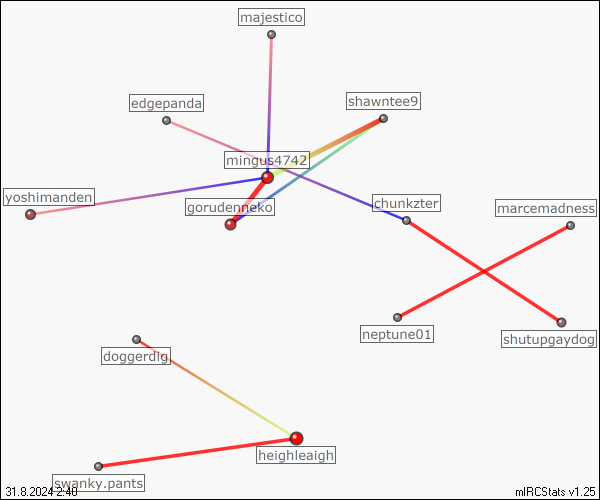 majestico
shawntee9
edgepanda
mingus4742
yoshimanden
chunkzter
gorudenneko
marcemadness
neptune01
shutupgaydog
doggerdig
heighleaigh
swanky.pants
31.8.2024 2:40
mIRCStats v1.25